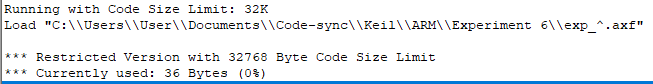 Running with Code Size Limit: 32K
Load "C:\\Users\\User\\Documents\\Code-sync\\Keil\\ARM\\Experiment 6\\exp_^.axf"
*** Restricted Version with 32768 Byte Code Size Limit
*** Currently used: 36 Bytes (0%)